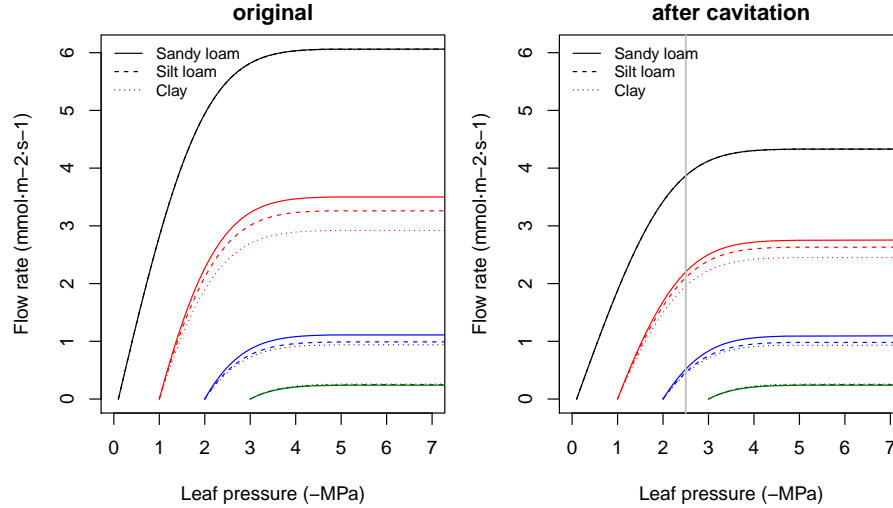 original
Sandy loam
Silt loam
Clay
Flow rate (mmol·m−2·s−1)
0 1 2 3 4 5 6
0 1 2 3 4 5 6 7
Leaf pressure (−MPa)
after cavitation
Sandy loam
Silt loam
Clay
Flow rate (mmol·m−2·s−1)
0 1 2 3 4 5 6
0 1 2 3 4 5 6 7
Leaf pressure (−MPa)